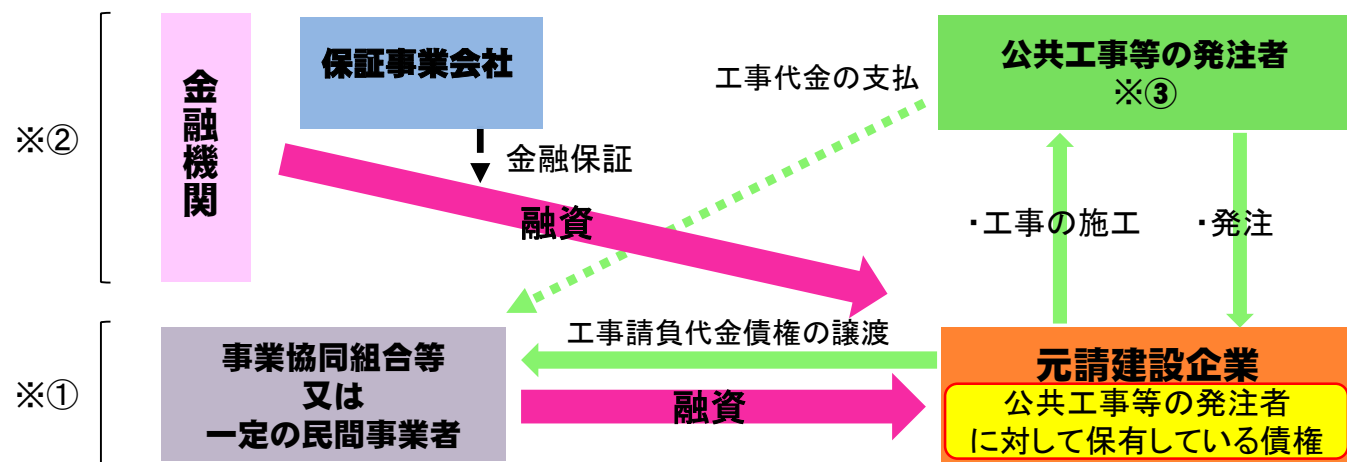 ※②
金融機関
保証事業会社
金融保証
融資
工事代金の支払
公共工事等の発注者
※③
・工事の施工
・発注
※①
事業協同組合等
又は
一定の民間事業者
工事請負代金債権の譲渡
融資
元請建設企業
公共工事等の発注者
に対して保有している債権